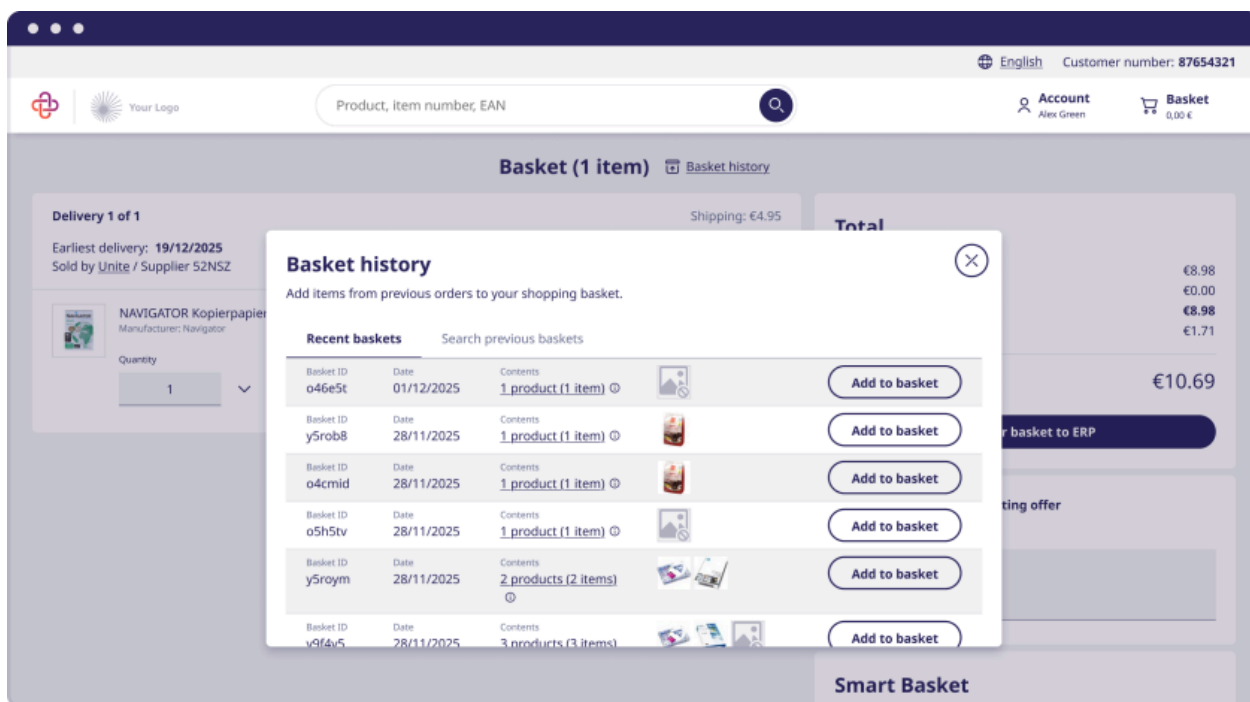 English Customer number: 87654321
Your Logo
Product, item number, EAN
Account
Alex Green
Basket
0,00 €
Basket (1 item) Basket history
Delivery 1 of 1
Shipping: €4.95
Earliest delivery: 19/12/2025
Sold by Unite / Supplier 52NSZ
NAVIGATOR Kopierpapier
Manufacturer: Navigator
Quantity
1
Total
€8.98
€0.00
€8.98
€1.71
€10.69
basket to ERP
offer
Smart Basket
Basket history
Add items from previous orders to your shopping basket.
Recent baskets Search previous baskets
Basket ID Date Contents
o46e5t 01/12/2025 1 product (1 item) Add to basket
Basket ID Date Contents
y5rob8 28/11/2025 1 product (1 item) Add to basket
Basket ID Date Contents
o4cmid 28/11/2025 1 product (1 item) Add to basket
Basket ID Date Contents
o5h5tv 28/11/2025 1 product (1 item) Add to basket
Basket ID Date Contents
y5roym 28/11/2025 2 products (2 items) Add to basket
Basket ID Date Contents
v9f4v5 28/11/2025 3 products (3 items) Add to basket